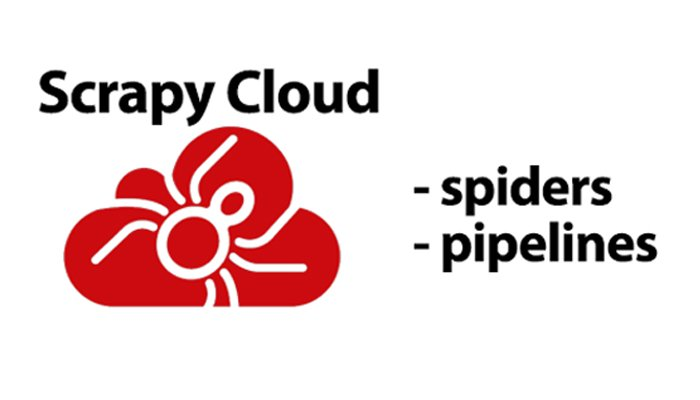 Scrapy Cloud
- spiders
- pipelines